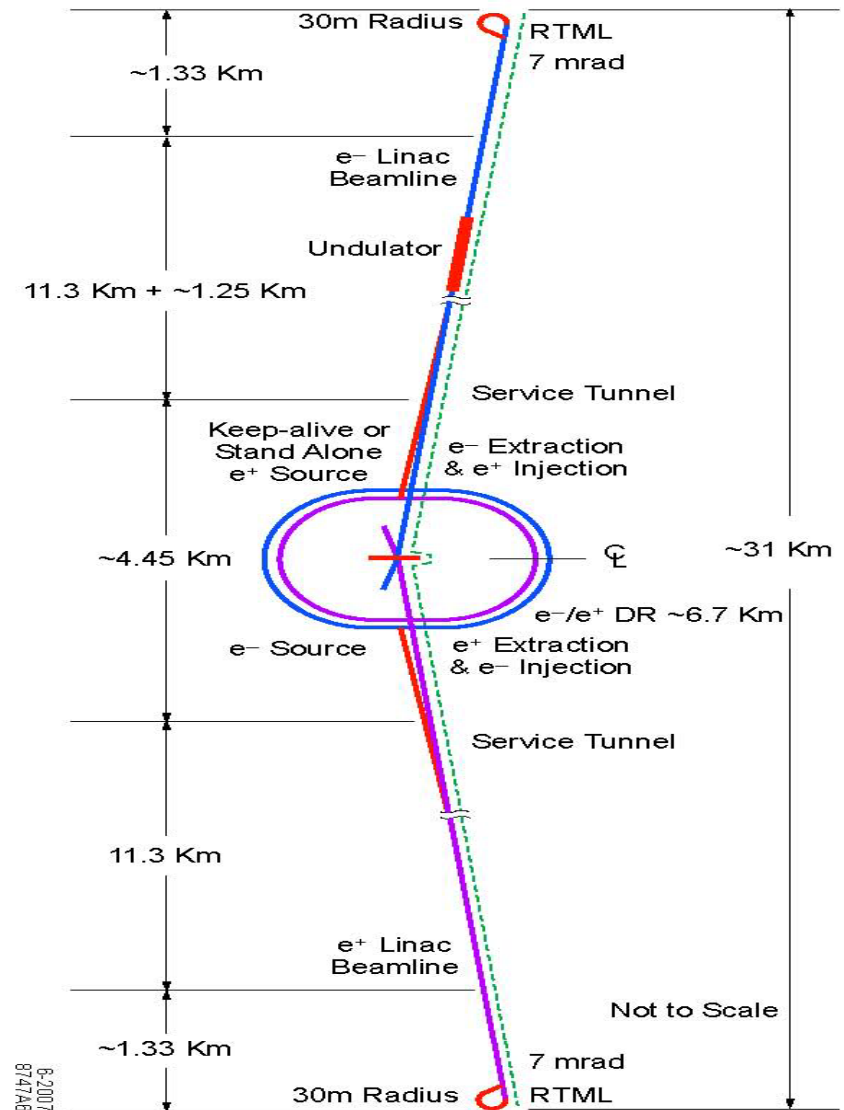 30m Radius
RTML
7 mrad
~1.33 Km
e– Linac
Beamline
Undulator
11.3 Km + ~1.25 Km
Service Tunnel
Keep-alive or
Stand Alone
e+ Source
e– Extraction
& e+ Injection
~4.45 Km
℄
~31 Km
e–/e+ DR ~6.7 Km
e– Source
e+ Extraction
& e– Injection
Service Tunnel
11.3 Km
e+ Linac
Beamline
Not to Scale
~1.33 Km
7 mrad
30m Radius
RTML
6-2007
8747A6